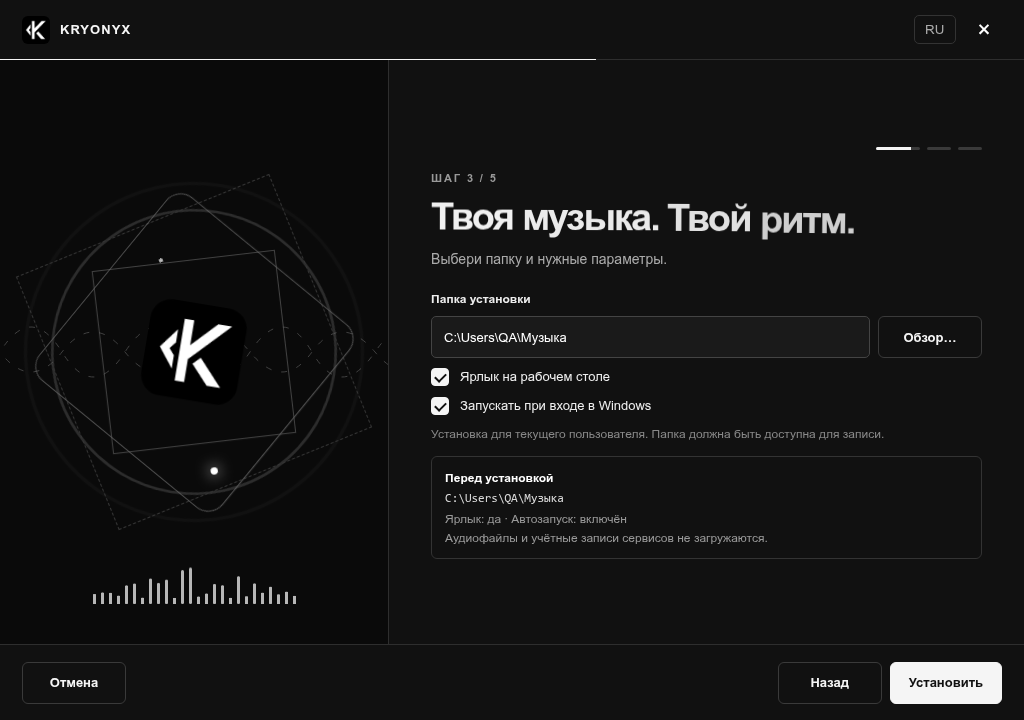 KRYONYX
RU
ШАГ 3 / 5
Твоя музыка. Твой ритм.
Выбери папку и нужные параметры.
Папка установки
C:\Users\QA\Музыка
Обзор...
Ярлык на рабочем столе
Запускать при входе в Windows
Установка для текущего пользователя. Папка должна быть доступна для записи.
Перед установкой
C:\Users\QA\Музыка
Ярлык: да · Автозапуск: включён
Аудиофайлы и учётные записи сервисов не загружаются.
Отмена
Назад
Установить